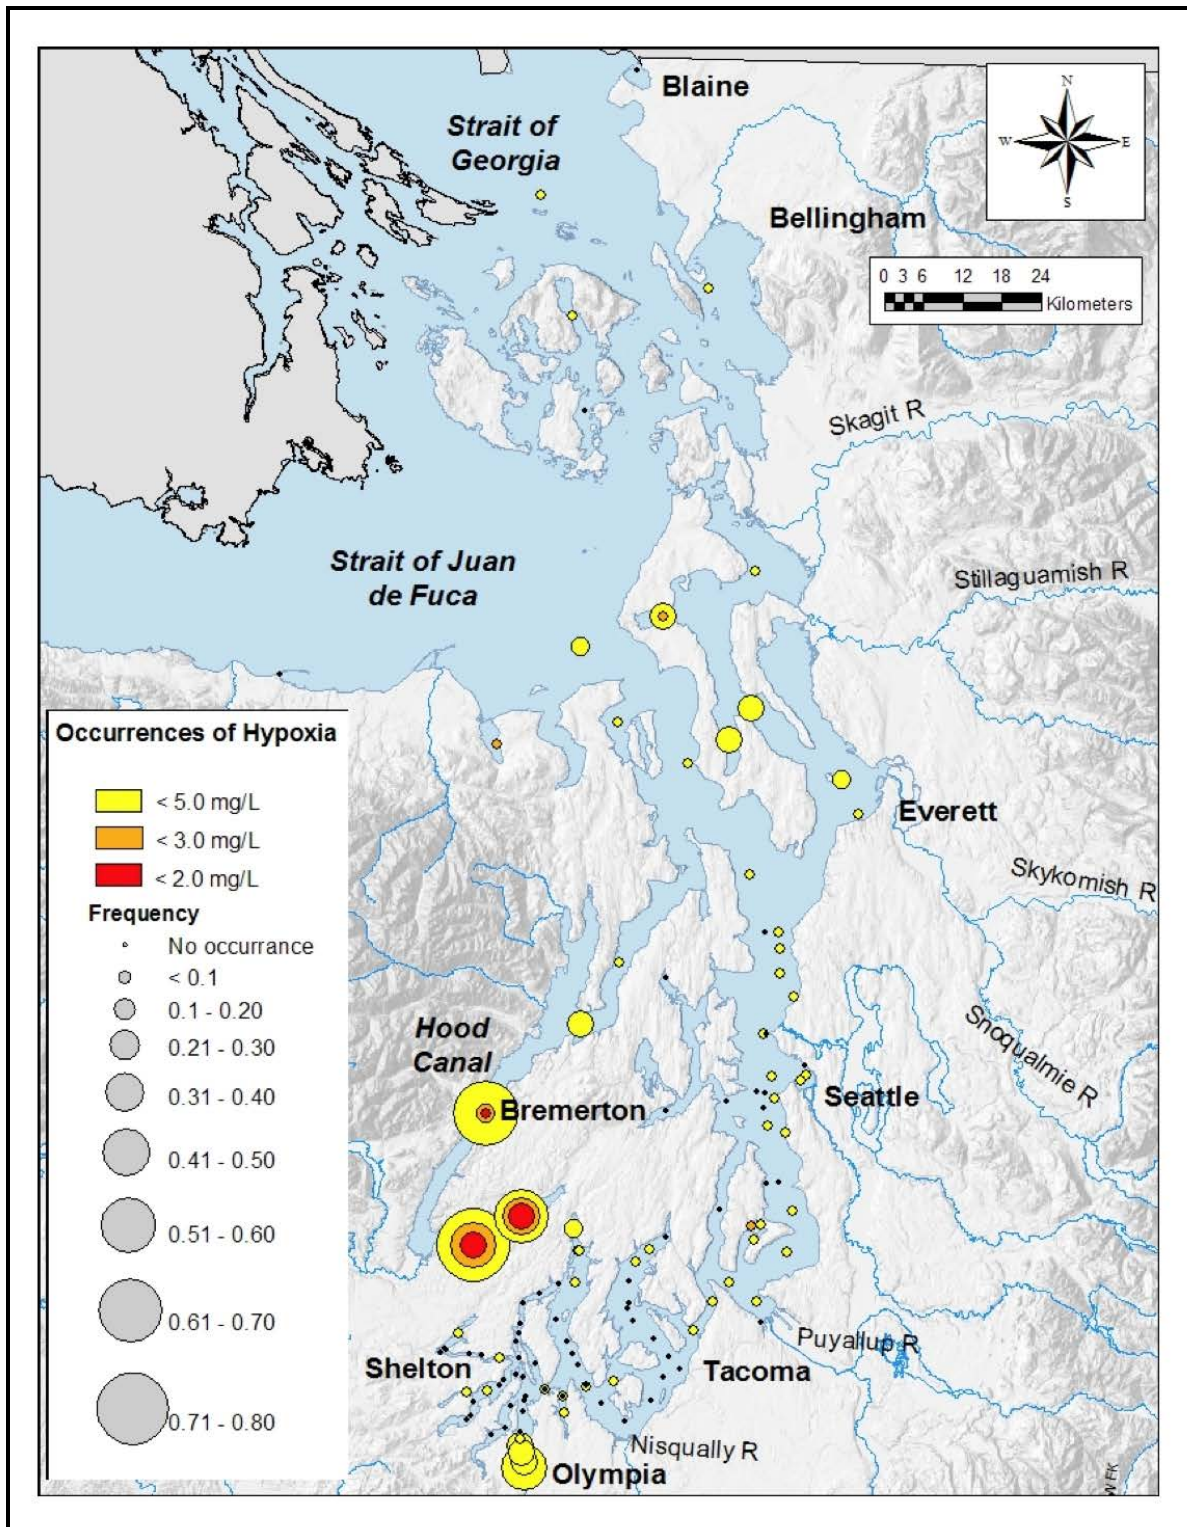 Blaine
Strait of
Georgia
N
W
E
S
Bellingham
0 3 6 12 18 24
Kilometers
Skagit R
Strait of Juan
de Fuca
Stillaguamish R
Occurrences of Hypoxia
< 5.0 mg/L
< 3.0 mg/L
< 2.0 mg/L
Frequency
No occurrance
< 0.1
0.1 - 0.20
0.21 - 0.30
0.31 - 0.40
0.41 - 0.50
0.51 - 0.60
0.61 - 0.70
0.71 - 0.80
Everett
Skykomish R
Hood
Canal
Snoqualmie R
Bremerton
Seattle
Puyallup R
Shelton
Tacoma
Nisqually R
Olympia